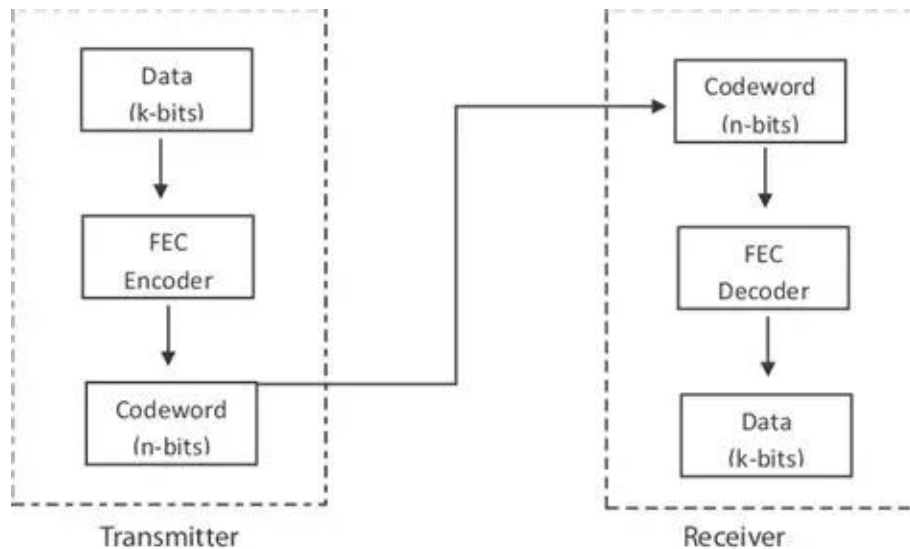 Data
(k-bits)
FEC
Encoder
Codeword
(n-bits)
Transmitter
Codeword
(n-bits)
FEC
Decoder
Data
(k-bits)
Receiver